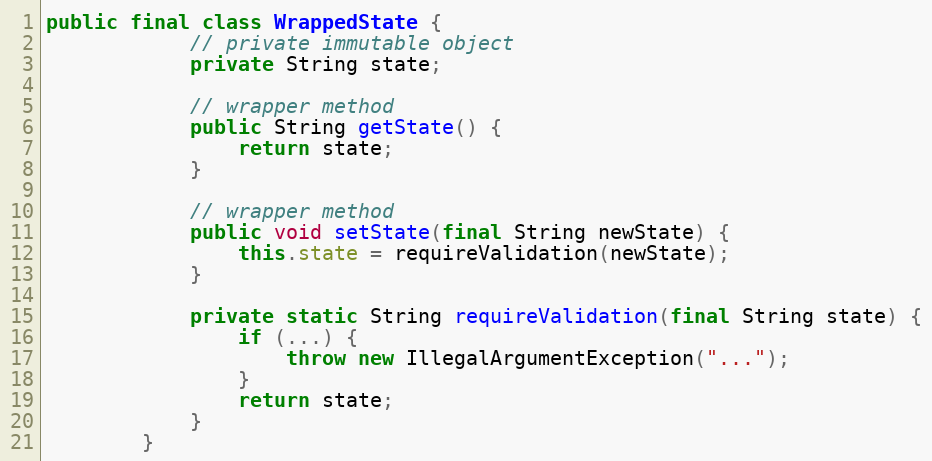 1 public final class WrappedState {
2             // private immutable object
3             private String state;
4
5             // wrapper method
6             public String getState() {
7                 return state;
8             }
9
10             // wrapper method
11             public void setState(final String newState) {
12                 this.state = requireValidation(newState);
13             }
14
15             private static String requireValidation(final String state) {
16                 if (...) {
17                     throw new IllegalArgumentException("...");
18                 }
19                 return state;
20             }
21         }